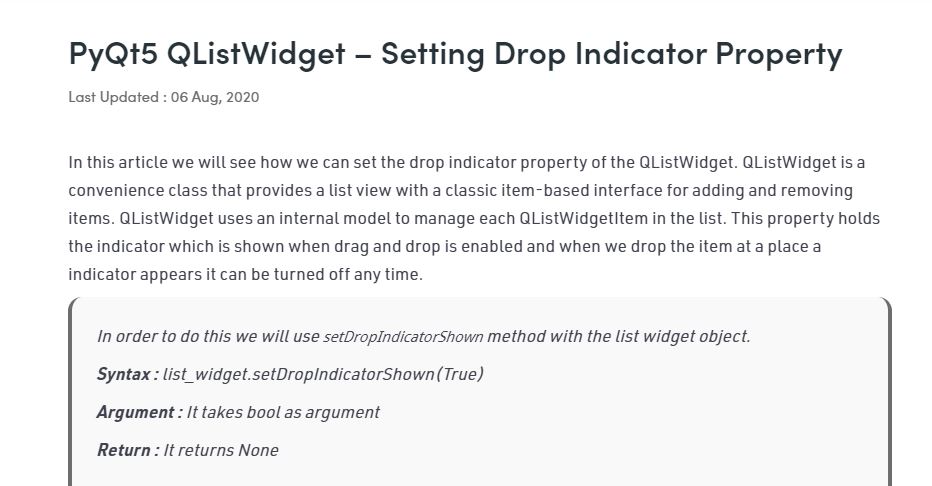 PyQt5 QListWidget – Setting Drop Indicator Property
Last Updated : 06 Aug, 2020
In this article we will see how we can set the drop indicator property of the QListWidget. QListWidget is a
convenience class that provides a list view with a classic item-based interface for adding and removing
items. QListWidget uses an internal model to manage each QListWidgetItem in the list. This property holds
the indicator which is shown when drag and drop is enabled and when we drop the item at a place a
indicator appears it can be turned off any time.
In order to do this we will use setDropIndicatorShown method with the list widget object.
Syntax : list_widget.setDropIndicatorShown(True)
Argument : It takes bool as argument
Return : It returns None